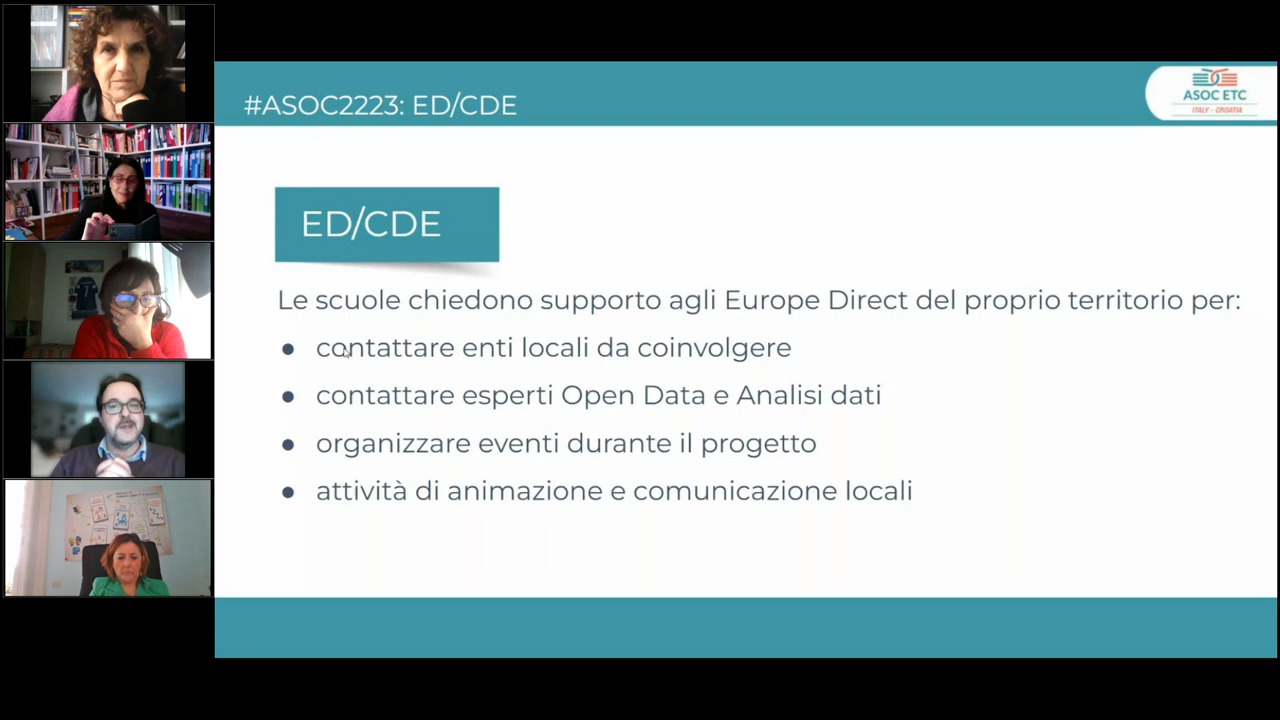 #ASOC2223: ED/CDE
ASOC ETC
ITALY - CROATIA
ED/CDE
Le scuole chiedono supporto agli Europe Direct del proprio territorio per:
● contattare enti locali da coinvolgere
● contattare esperti Open Data e Analisi dati
● organizzare eventi durante il progetto
● attività di animazione e comunicazione locali